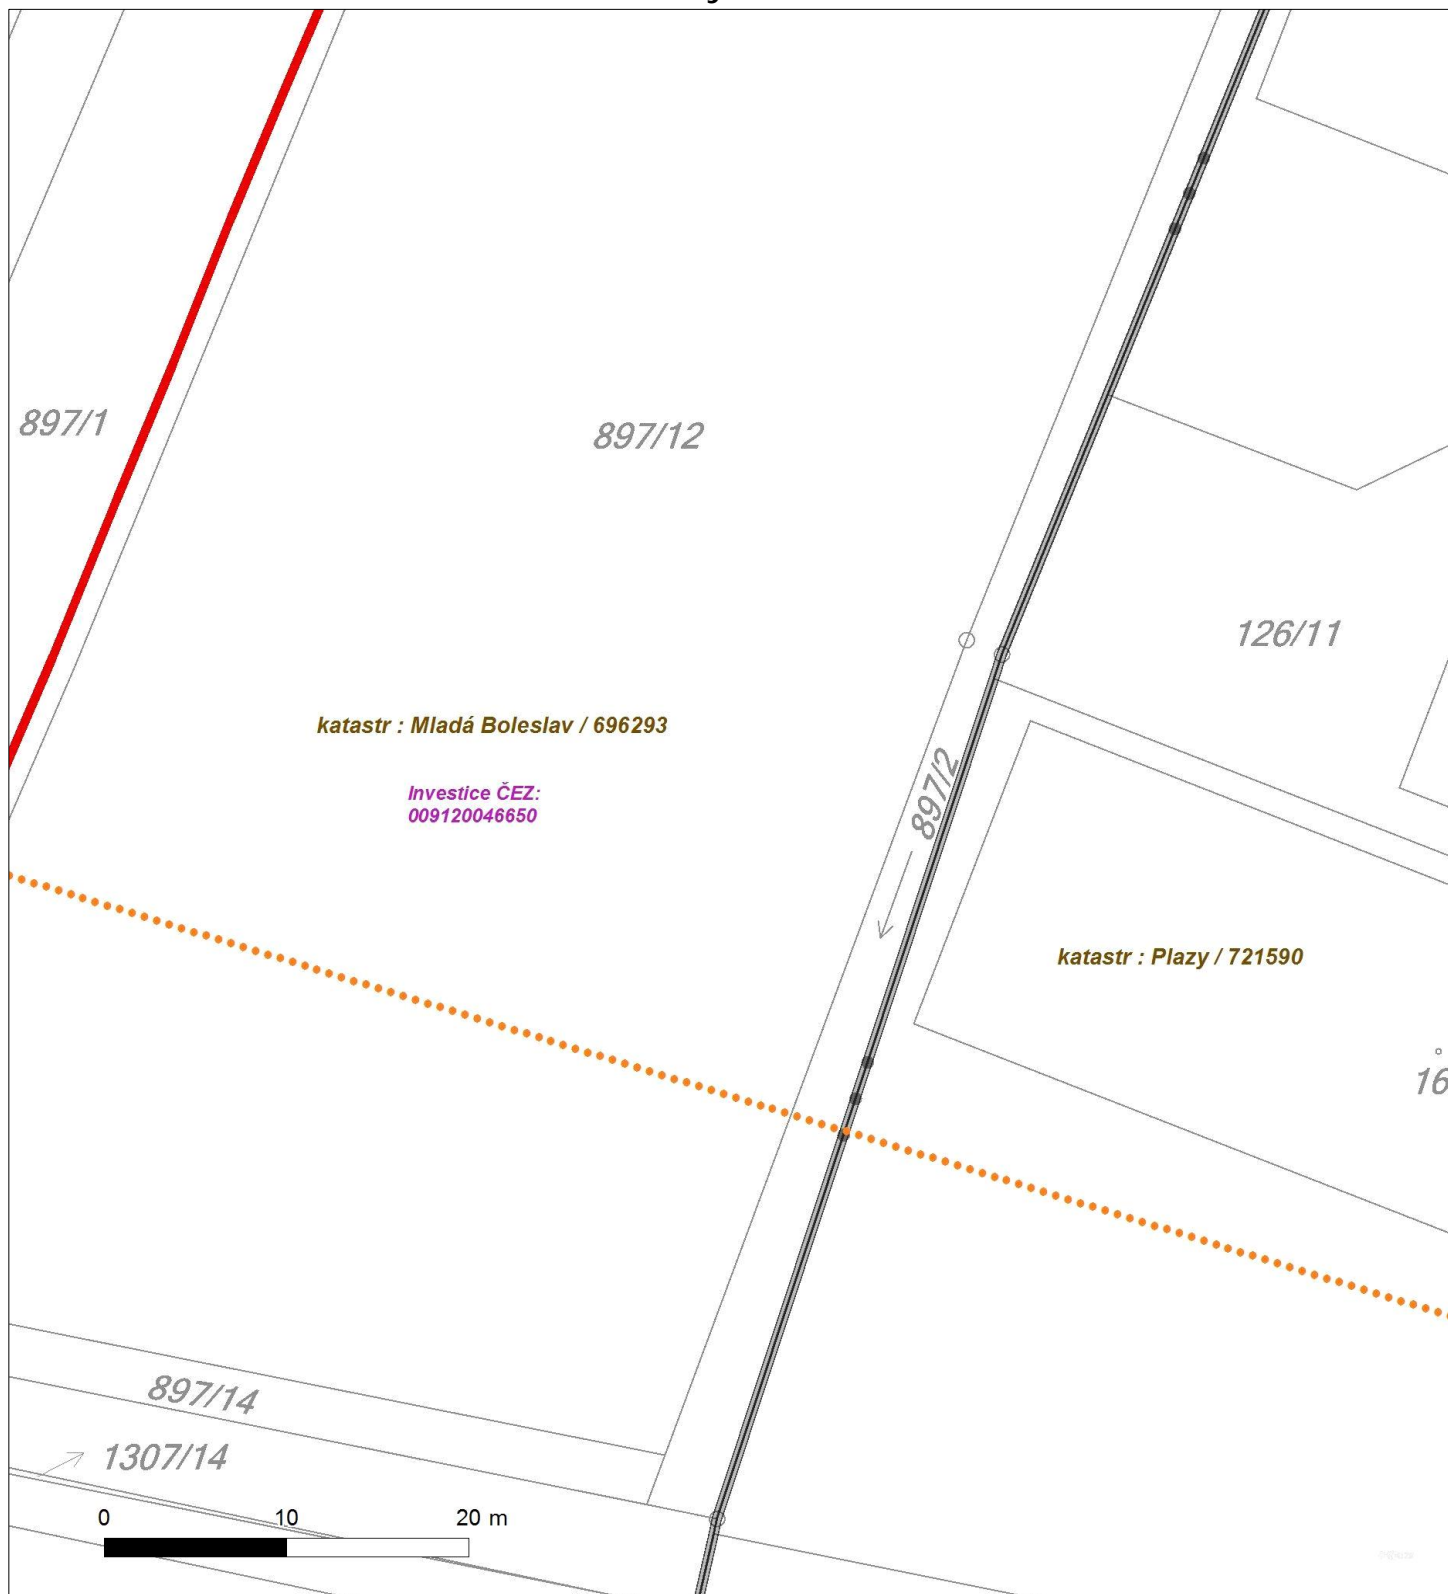 897/1
897/12
126/11
katastr : Mladá Boleslav / 696293
Investice ČEZ:
009120046650
897/2
katastr : Plazy / 721590
16
897/14
1307/14
0 10 20 m